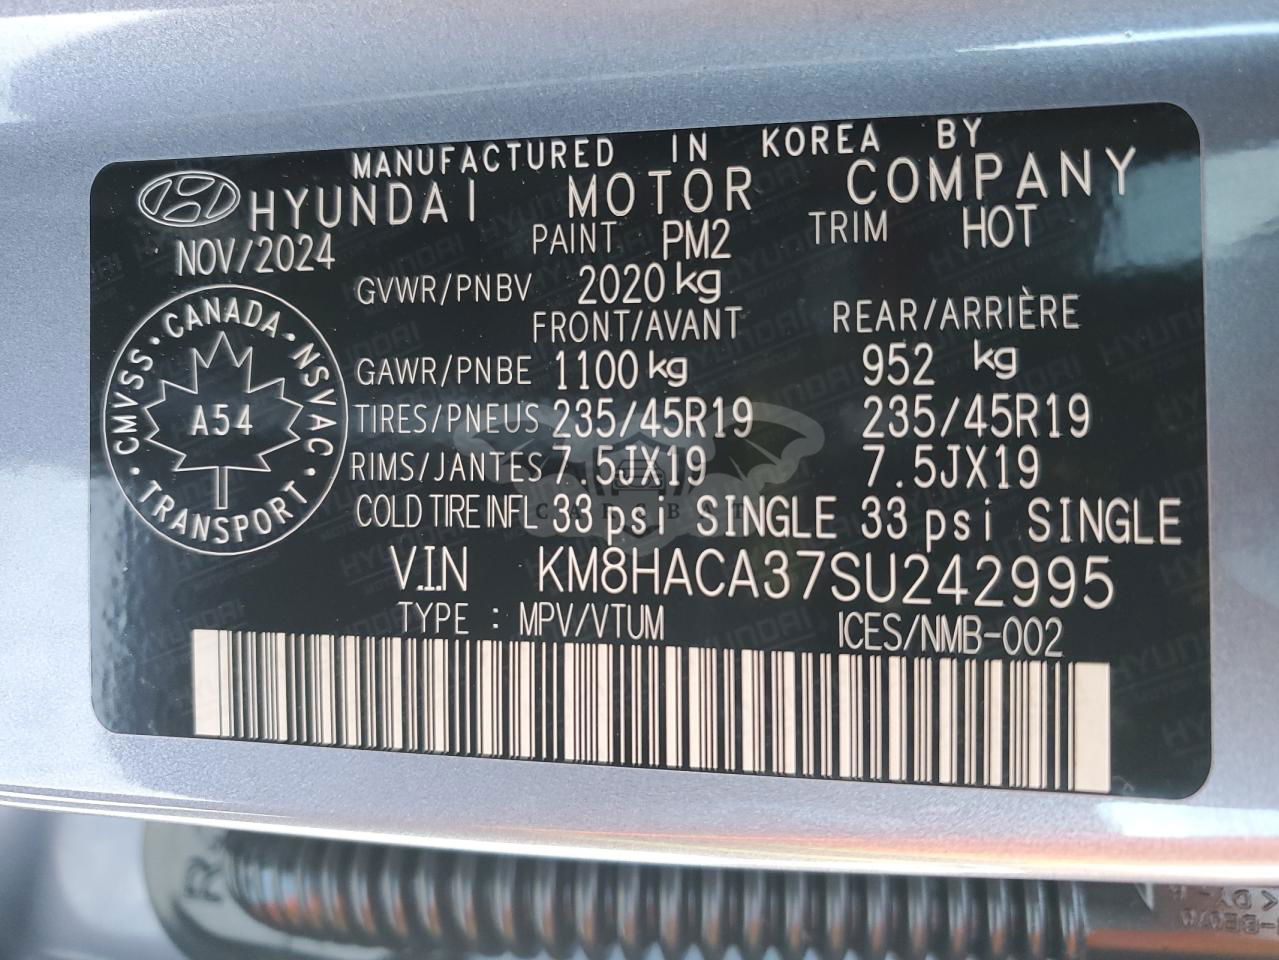 MANUFACTURED IN KOREA BY
HYUNDAI MOTOR COMPANY
NOV/2024 PAINT PM2 TRIM HOT
GVWR/PNBV 2020 kg
FRONT/AVANT REAR/ARRIÈRE
GAWR/PNBE 1100 kg 952 kg
TIRES/PNEUS 235/45R19 235/45R19
RIMS/JANTES 7.5JX19 7.5JX19
COLD TIRE INFL 33 psi SINGLE 33 psi SINGLE
V.I.N KM8HACA37SU242995
TYPE : MPV/VTUM ICES/NMB-002
CANADA · NSVAC · TRANSPORT · CMVSS ·
A54
CARSBAT
R